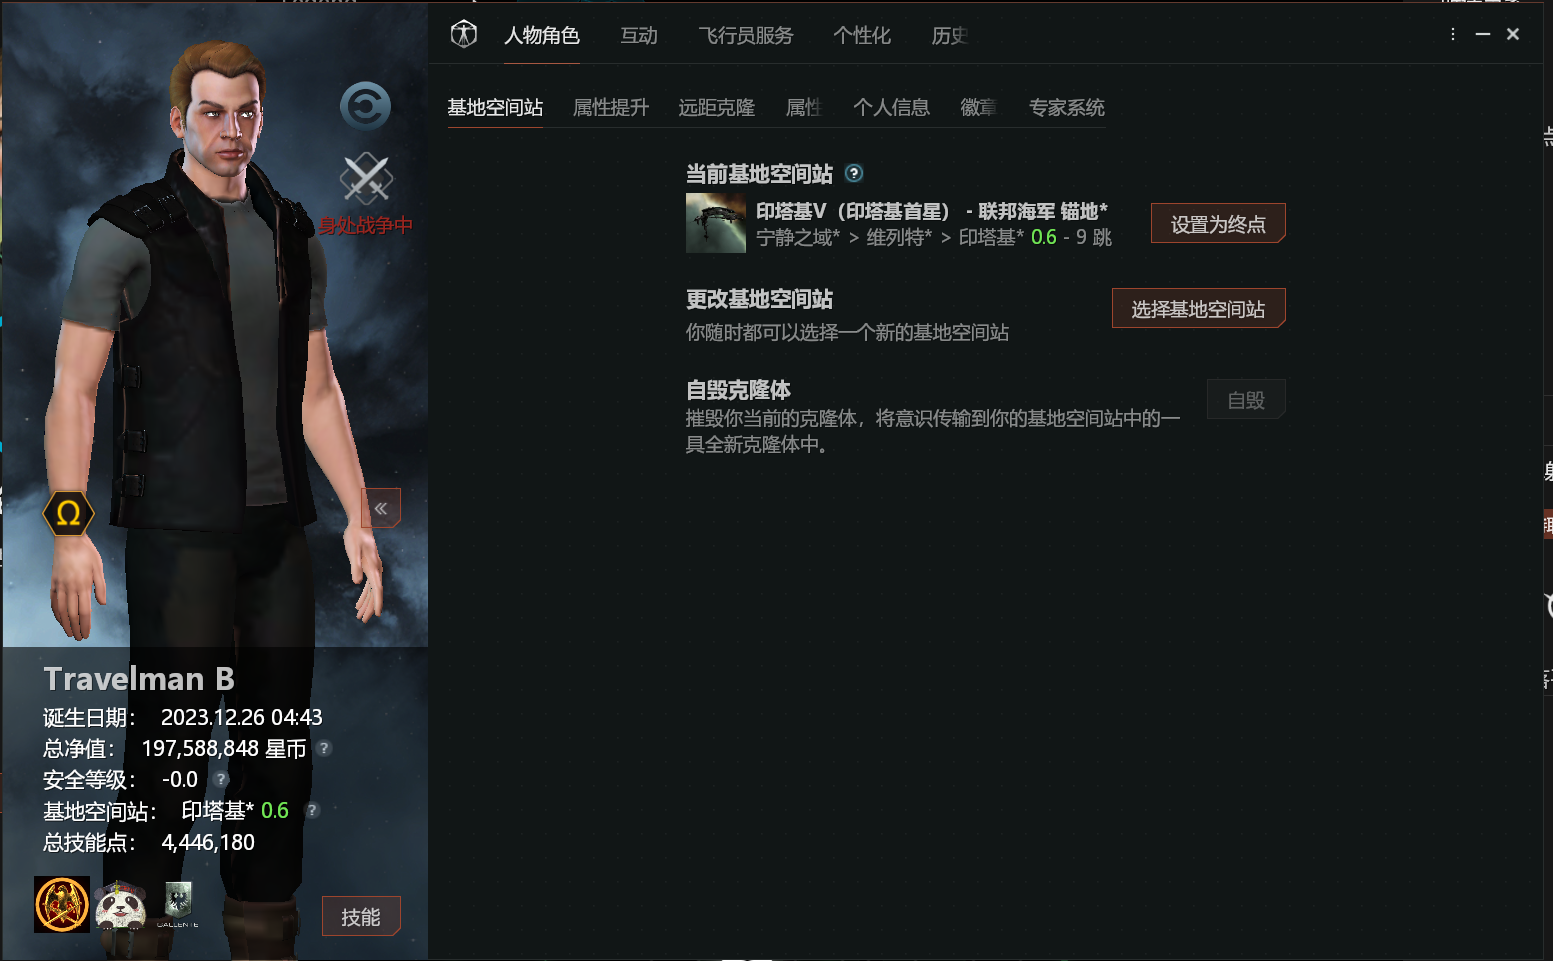 人物角色 互动 飞行员服务 个性化 历史
基地空间站 属性提升 远距克隆 属性 个人信息 徽章 专家系统
身处战争中
当前基地空间站 ?
印塔基V（印塔基首星） - 联邦海军 锚地*
宁静之域* > 维列特* > 印塔基* 0.6 - 9 跳
设置为终点
更改基地空间站
你随时都可以选择一个新的基地空间站
选择基地空间站
自毁克隆体
摧毁你当前的克隆体，将意识传输到你的基地空间站中的一
具全新克隆体中。
自毁
Ω
«
Travelman B
诞生日期： 2023.12.26 04:43
总净值： 197,588,848 星币 ?
安全等级： -0.0 ?
基地空间站： 印塔基* 0.6 ?
总技能点： 4,446,180
GALLENTE
技能